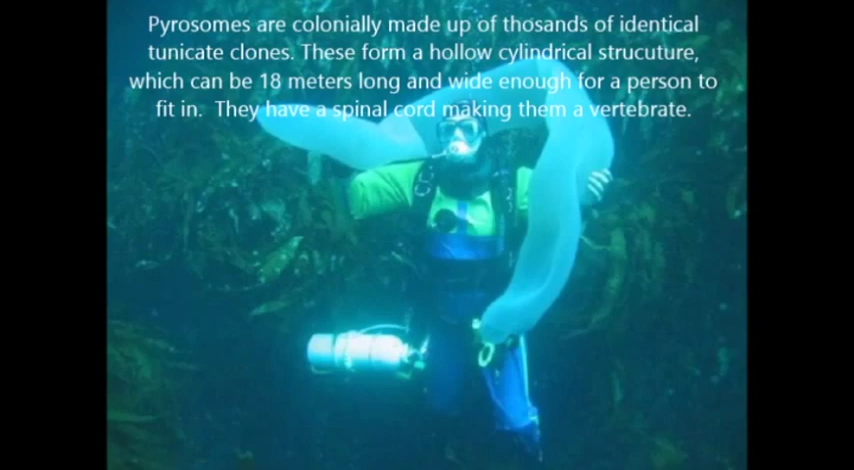 Pyrosomes are colonially made up of thosands of identical
tunicate clones. These form a hollow cylindrical strucuture,
which can be 18 meters long and wide enough for a person to
fit in.  They have a spinal cord making them a vertebrate.